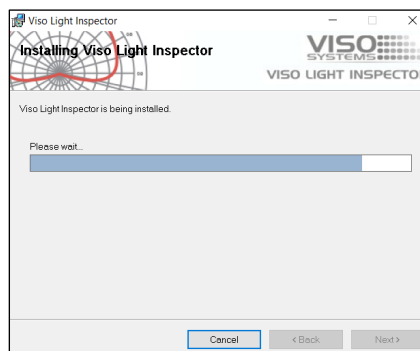 Viso Light Inspector
Installing Viso Light Inspector
VISO
SYSTEMS
VISO LIGHT INSPECTO
Viso Light Inspector is being installed.
Please wait...
Cancel
< Back
Next >